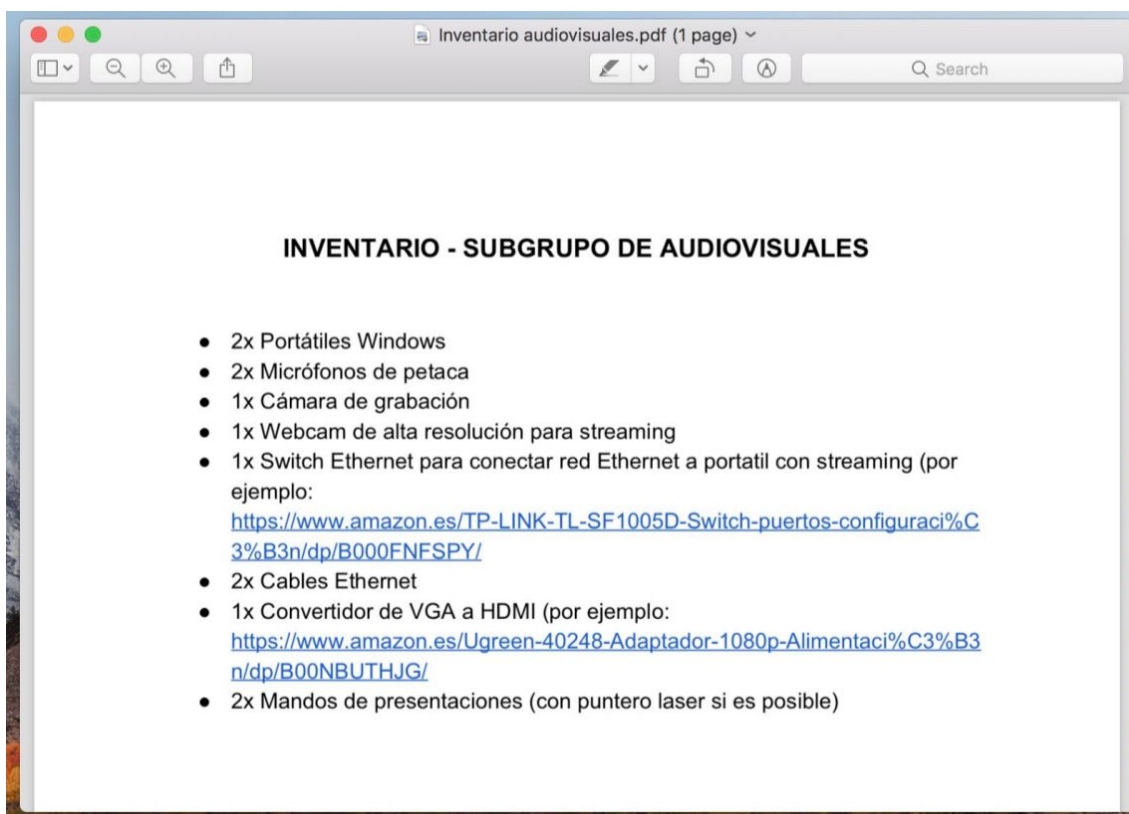 Inventario audiovisuales.pdf (1 page)
Search
INVENTARIO - SUBGRUPO DE AUDIOVISUALES
● 2x Portátiles Windows
● 2x Micrófonos de petaca
● 1x Cámara de grabación
● 1x Webcam de alta resolución para streaming
● 1x Switch Ethernet para conectar red Ethernet a portatil con streaming (por
ejemplo:
https://www.amazon.es/TP-LINK-TL-SF1005D-Switch-puertos-configuraci%C
3%B3n/dp/B000FNFSPY/
● 2x Cables Ethernet
● 1x Convertidor de VGA a HDMI (por ejemplo:
https://www.amazon.es/Ugreen-40248-Adaptador-1080p-Alimentaci%C3%B3
n/dp/B00NBUTHJG/
● 2x Mandos de presentaciones (con puntero laser si es posible)